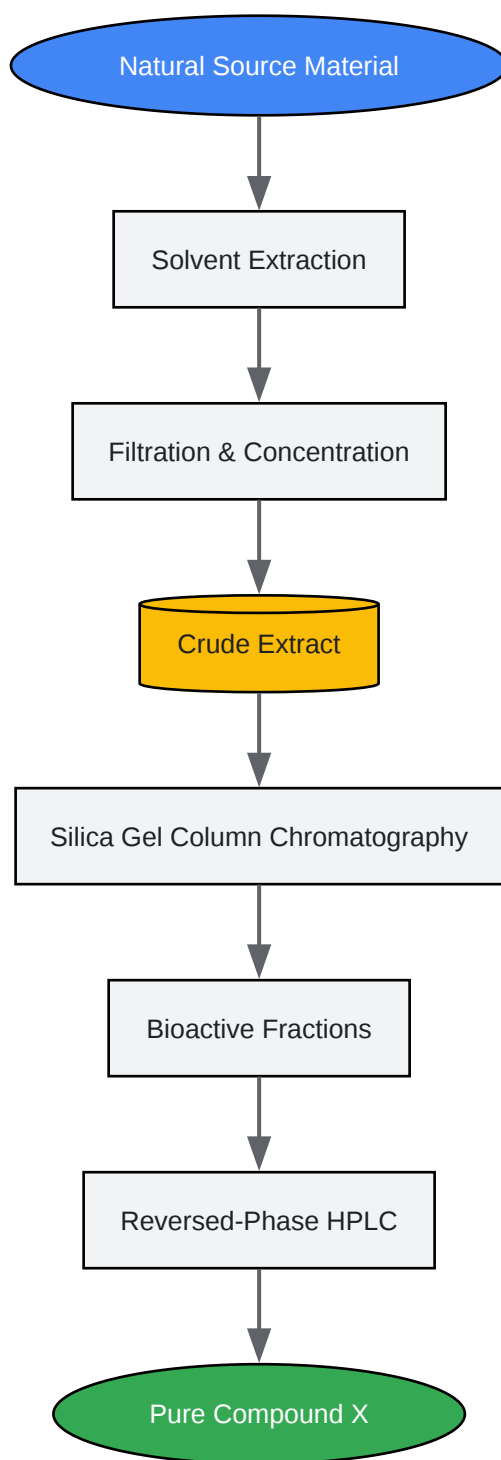 Natural Source Material
Solvent Extraction
Filtration & Concentration
Crude Extract
Silica Gel Column Chromatography
Bioactive Fractions
Reversed-Phase HPLC
Pure Compound X